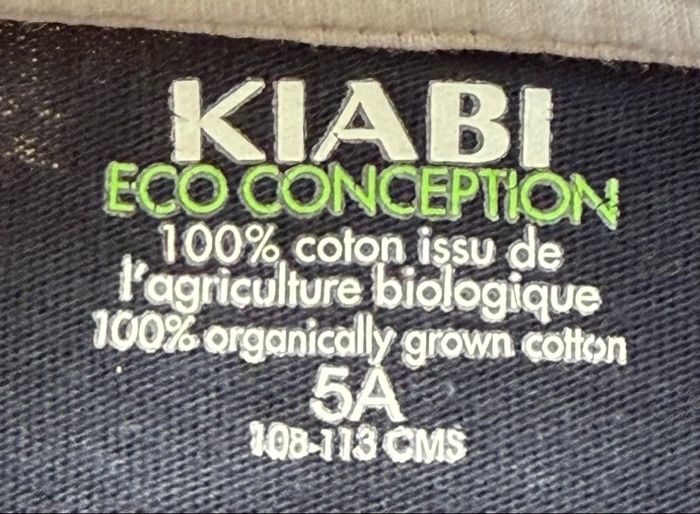 KIABI
ECO CONCEPTION
100% coton issu de
l'agriculture biologique
100% organically grown cotton
5A
108-113 CMS